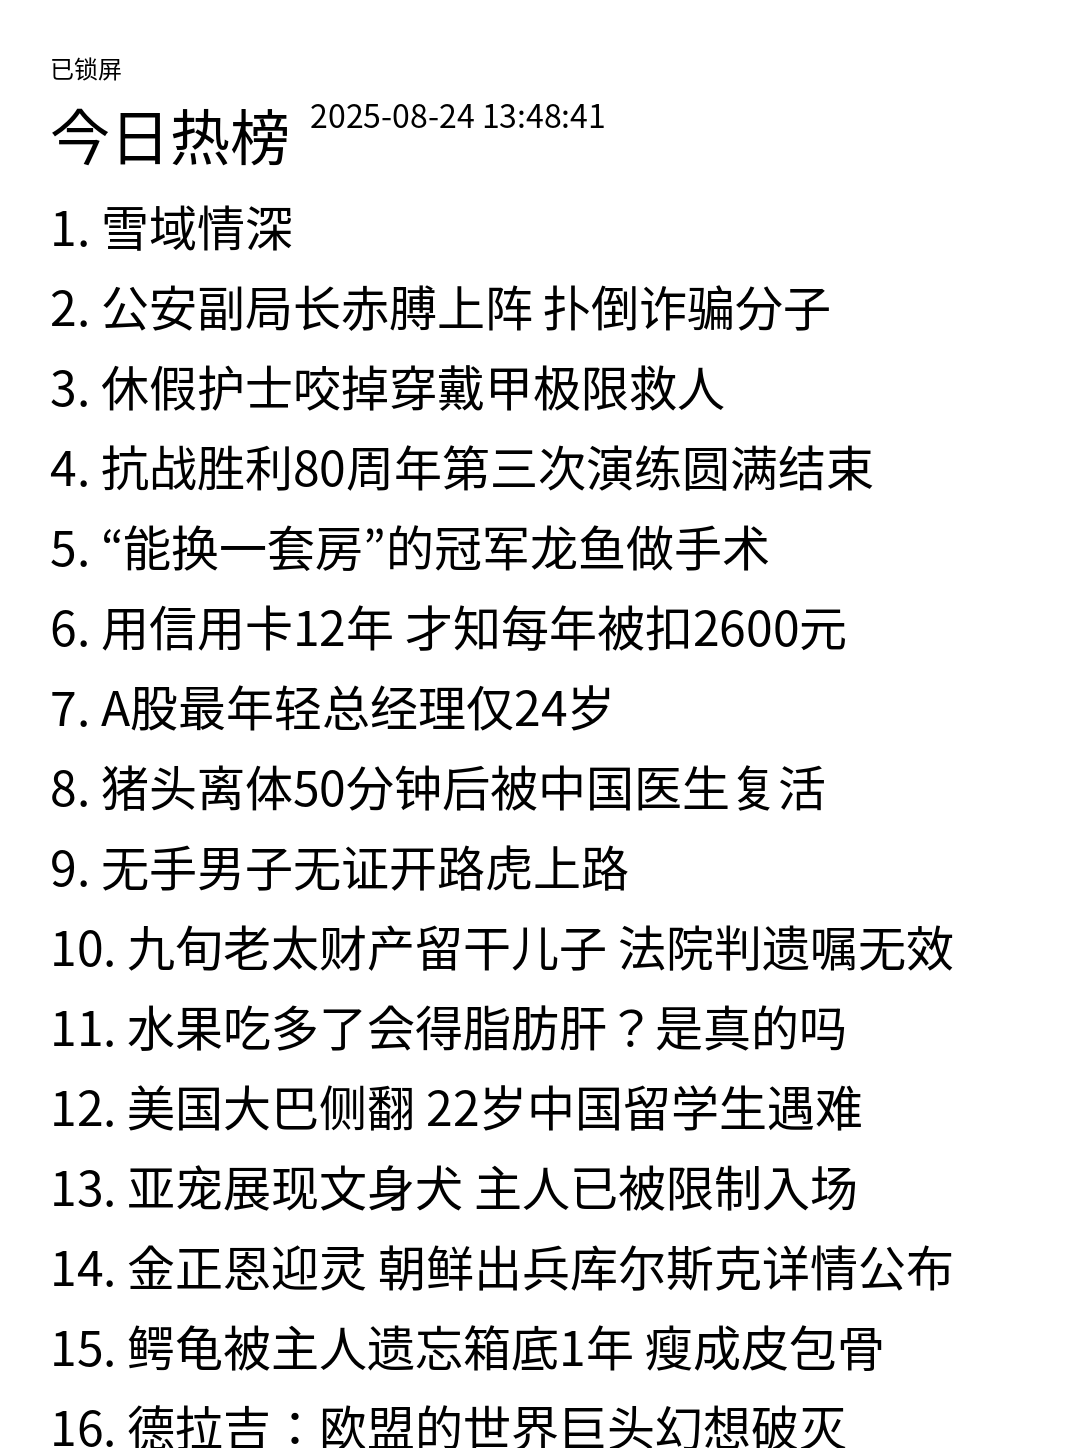 已锁屏
今日热榜 2025-08-24 13:48:41
1. 雪域情深
2. 公安副局长赤膊上阵 扑倒诈骗分子
3. 休假护士咬掉穿戴甲极限救人
4. 抗战胜利80周年第三次演练圆满结束
5. “能换一套房”的冠军龙鱼做手术
6. 用信用卡12年 才知每年被扣2600元
7. A股最年轻总经理仅24岁
8. 猪头离体50分钟后被中国医生复活
9. 无手男子无证开路虎上路
10. 九旬老太财产留干儿子 法院判遗嘱无效
11. 水果吃多了会得脂肪肝？是真的吗
12. 美国大巴侧翻 22岁中国留学生遇难
13. 亚宠展现文身犬 主人已被限制入场
14. 金正恩迎灵 朝鲜出兵库尔斯克详情公布
15. 鳄龟被主人遗忘箱底1年 瘦成皮包骨
16. 德拉吉：欧盟的世界巨头幻想破灭